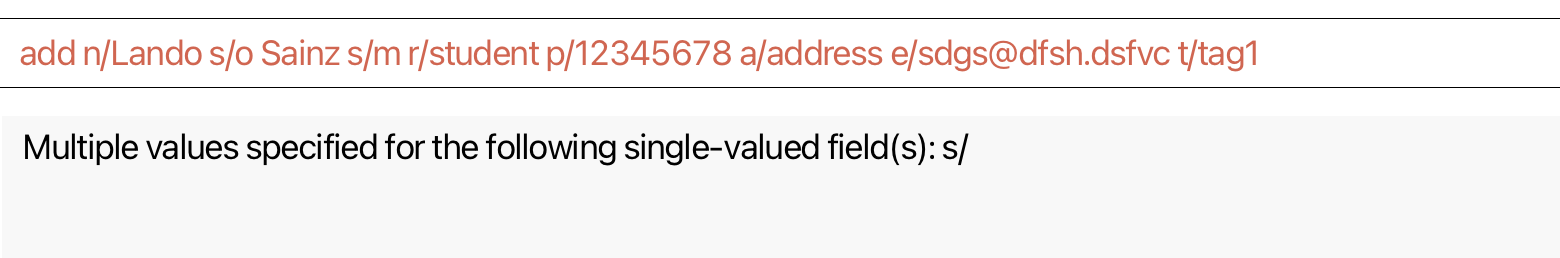 add n/Lando s/o Sainz s/m r/student p/12345678 a/address e/sdgs@dfsh.dsfvc t/tag1
Multiple values specified for the following single-valued field(s): s/